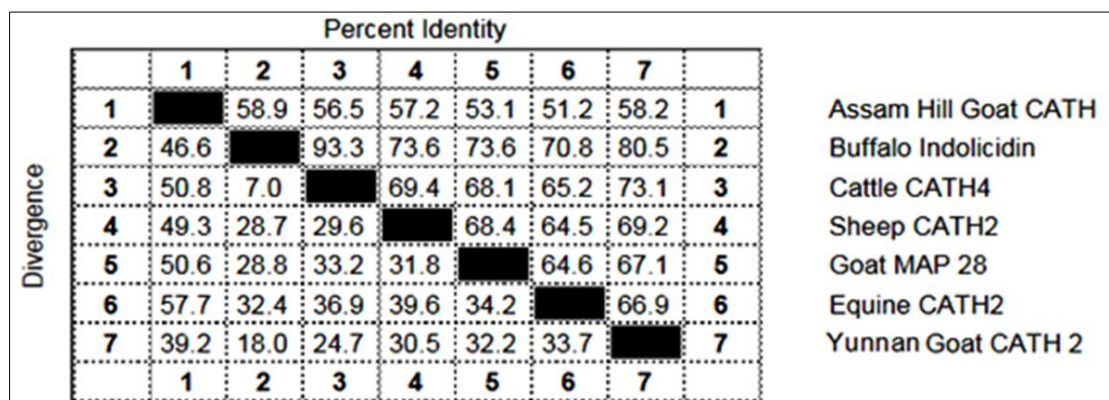 Percent Identity
1 2 3 4 5 6 7
1 58.9 56.5 57.2 53.1 51.2 58.2 1 Assam Hill Goat CATH
2 46.6 93.3 73.6 73.6 70.8 80.5 2 Buffalo Indolicidin
3 50.8 7.0 69.4 68.1 65.2 73.1 3 Cattle CATH4
4 49.3 28.7 29.6 68.4 64.5 69.2 4 Sheep CATH2
5 50.6 28.8 33.2 31.8 64.6 67.1 5 Goat MAP 28
6 57.7 32.4 36.9 39.6 34.2 66.9 6 Equine CATH2
7 39.2 18.0 24.7 30.5 32.2 33.7 7 Yunnan Goat CATH 2
1 2 3 4 5 6 7
Divergence